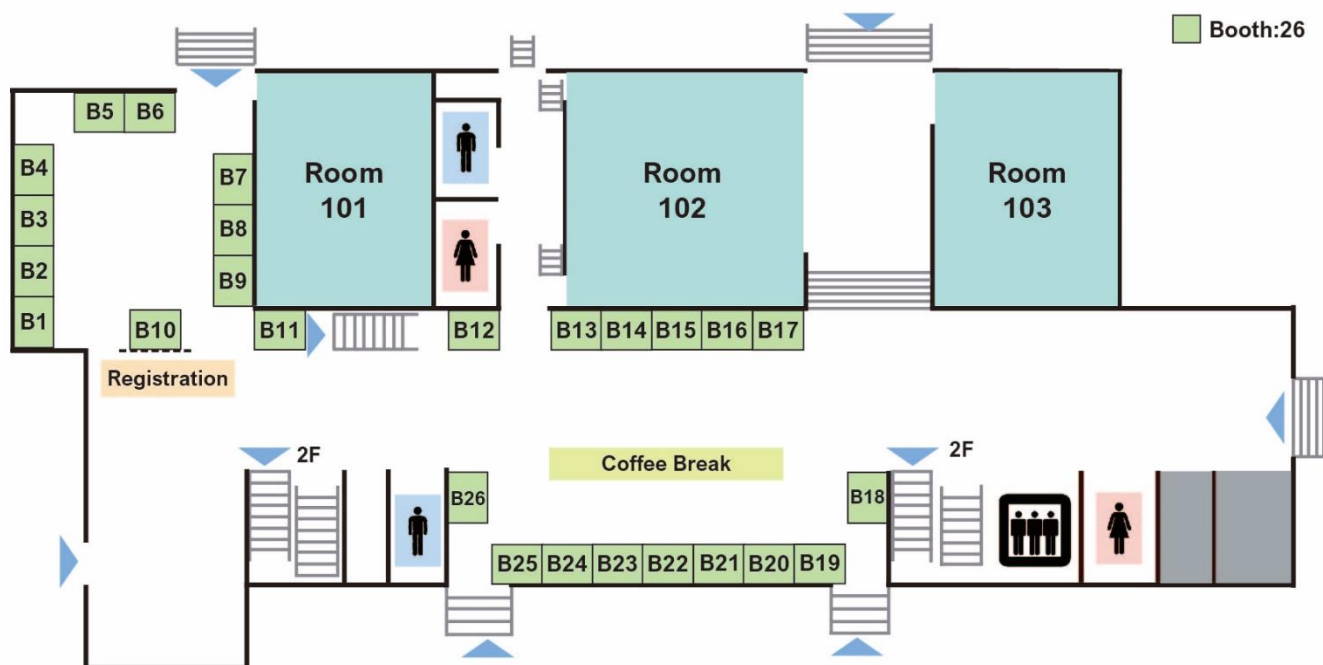 Booth:26
B5 B6
B4
B3
B2
B1
B7
B8
B9
B10
Registration
Room
101
Room
102
Room
103
B11
B12
B13 B14 B15 B16 B17
2F
Coffee Break
2F
B26
B18
B25 B24 B23 B22 B21 B20 B19